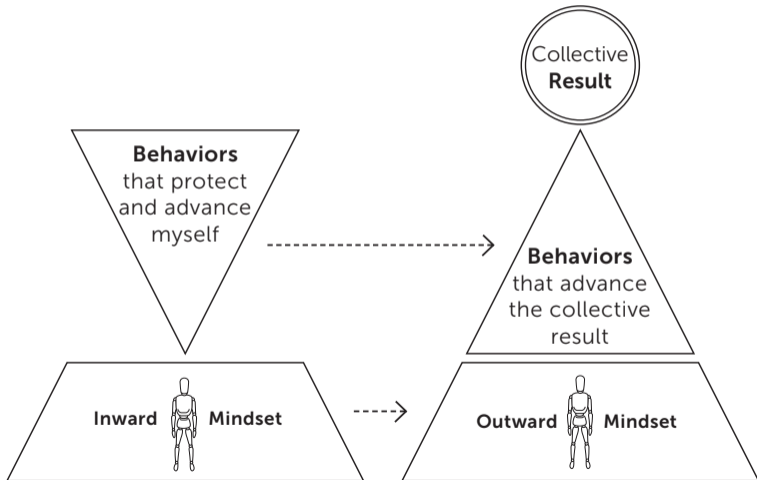 Collective
Result
Behaviors
that protect
and advance
myself
Behaviors
that advance
the collective
result
Inward Mindset
Outward Mindset